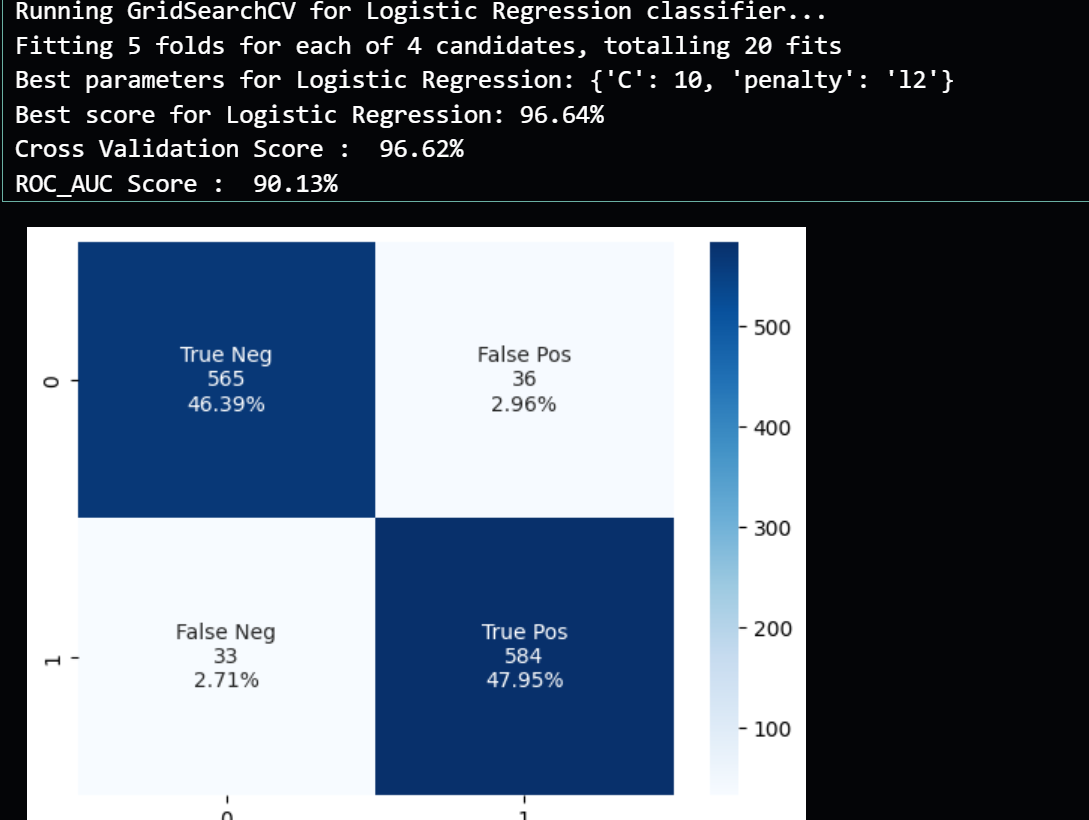 Running GridSearchCV for Logistic Regression classifier...
Fitting 5 folds for each of 4 candidates, totalling 20 fits
Best parameters for Logistic Regression: {'C': 10, 'penalty': 'l2'}
Best score for Logistic Regression: 96.64%
Cross Validation Score :  96.62%
ROC_AUC Score :  90.13%
True Neg
565
46.39%
False Pos
36
2.96%
False Neg
33
2.71%
True Pos
584
47.95%
0
1
0
1
500
400
300
200
100